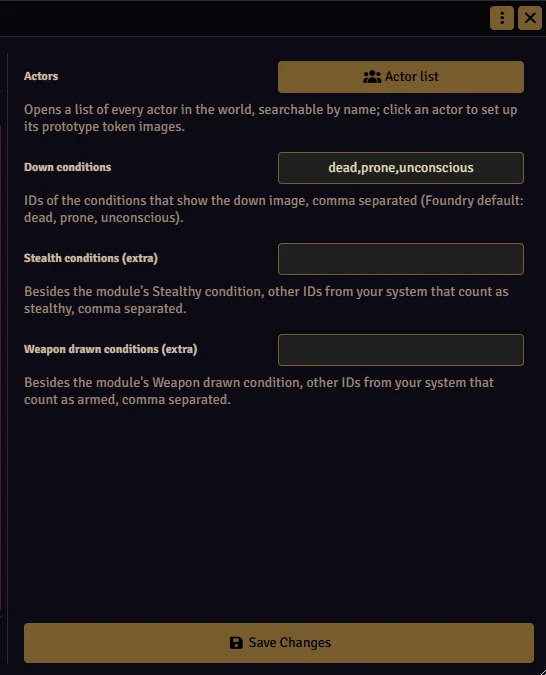 Actors
Actor list
Opens a list of every actor in the world, searchable by name; click an actor to set up
its prototype token images.
Down conditions
dead,prone,unconscious
IDs of the conditions that show the down image, comma separated (Foundry default:
dead, prone, unconscious).
Stealth conditions (extra)
Besides the module's Stealthy condition, other IDs from your system that count as
stealthy, comma separated.
Weapon drawn conditions (extra)
Besides the module's Weapon drawn condition, other IDs from your system that
count as armed, comma separated.
Save Changes